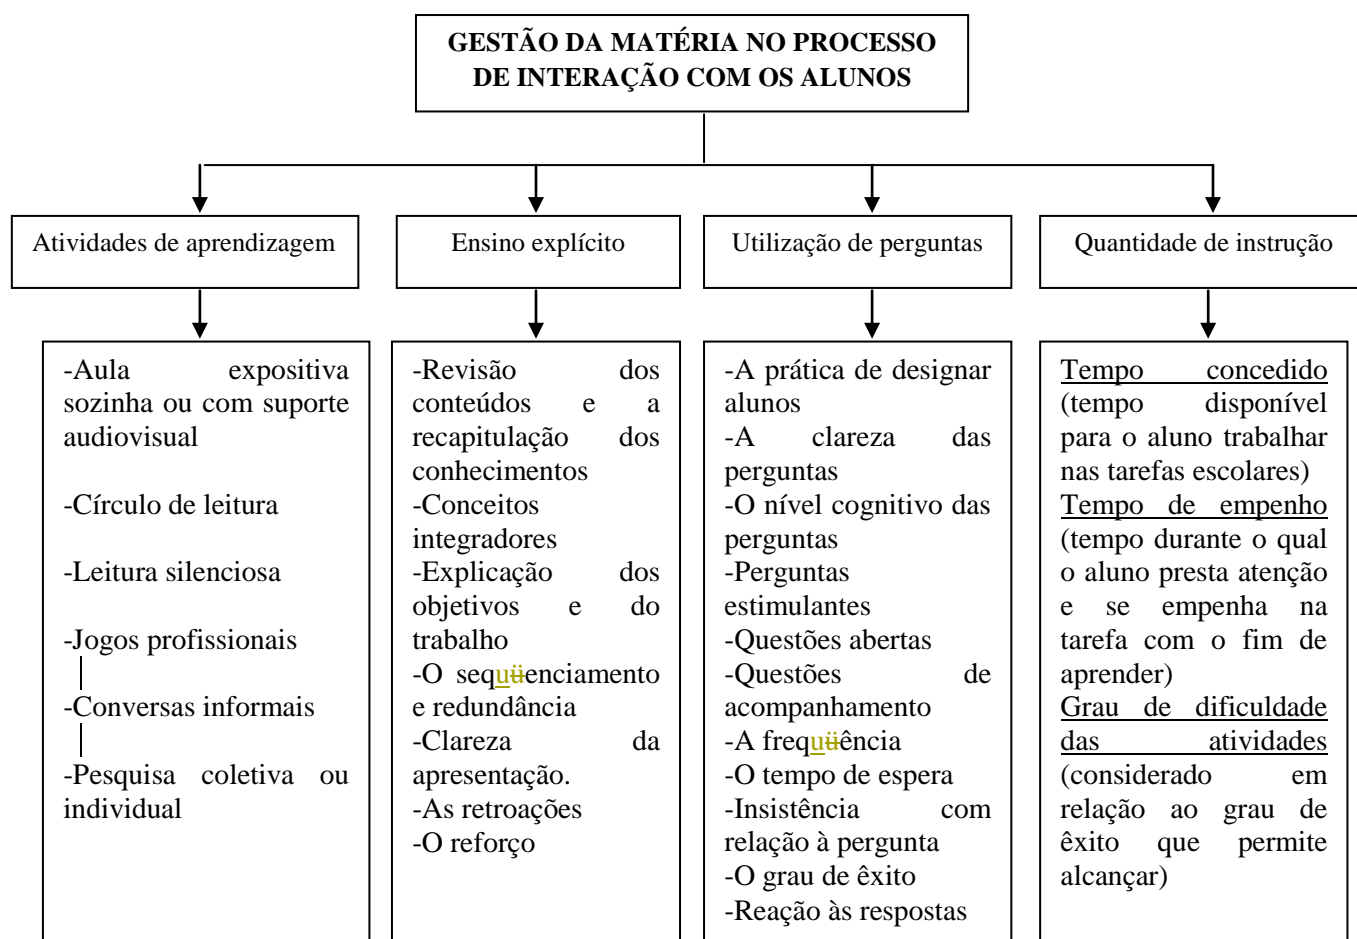 GESTÃO DA MATÉRIA NO PROCESSO
DE INTERAÇÃO COM OS ALUNOS
Atividades de aprendizagem
Ensino explícito
Utilização de perguntas
Quantidade de instrução
-Aula expositiva
sozinha ou com suporte
audiovisual
-Círculo de leitura
-Leitura silenciosa
-Jogos profissionais
-Conversas informais
-Pesquisa coletiva ou
individual
-Revisão dos
conteúdos e a
recapitulação dos
conhecimentos
-Conceitos
integradores
-Explicação dos
objetivos e do
trabalho
-O sequüenciamento
e redundância
-Clareza da
apresentação.
-As retroações
-O reforço
-A prática de designar
alunos
-A clareza das
perguntas
-O nível cognitivo das
perguntas
-Perguntas
estimulantes
-Questões abertas
-Questões de
acompanhamento
-A frequüência
-O tempo de espera
-Insistência com
relação à pergunta
-O grau de êxito
-Reação às respostas
Tempo concedido
(tempo disponível
para o aluno trabalhar
nas tarefas escolares)
Tempo de empenho
(tempo durante o qual
o aluno presta atenção
e se empenha na
tarefa com o fim de
aprender)
Grau de dificuldade
das atividades
(considerado em
relação ao grau de
êxito que permite
alcançar)